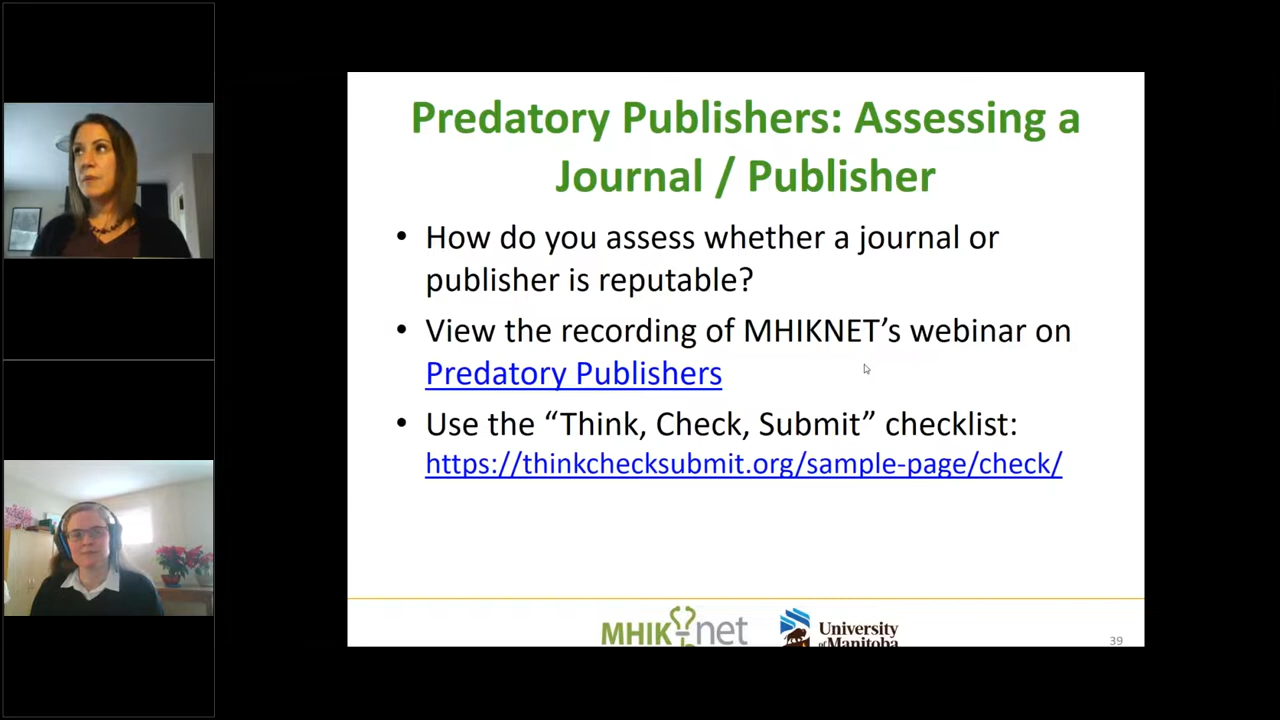 Predatory Publishers: Assessing a
Journal / Publisher
• How do you assess whether a journal or
publisher is reputable?
• View the recording of MHIKNET’s webinar on
Predatory Publishers
• Use the “Think, Check, Submit” checklist:
https://thinkchecksubmit.org/sample-page/check/
MHIK-net
University
of Manitoba
39